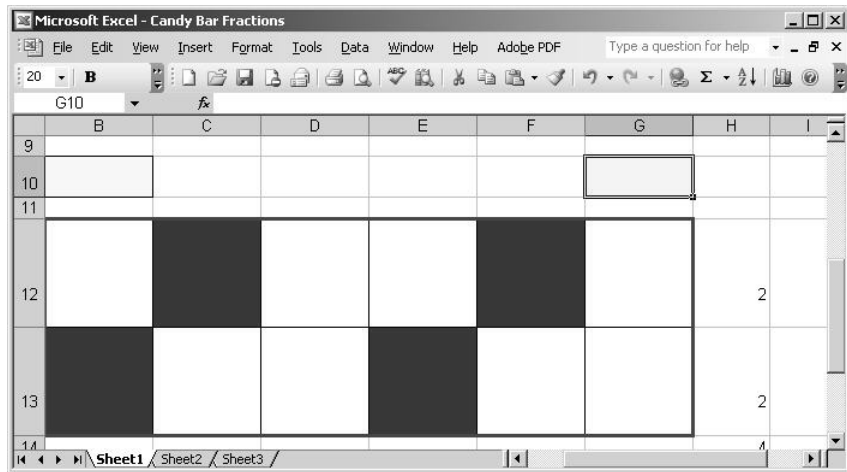 Microsoft Excel - Candy Bar Fractions
File Edit View Insert Format Tools Data Window Help Adobe PDF Type a question for help
20 B Σ
G10 fx
B C D E F G H I
9
10
11
12 2
13 2
14 4
Sheet1 Sheet2 Sheet3